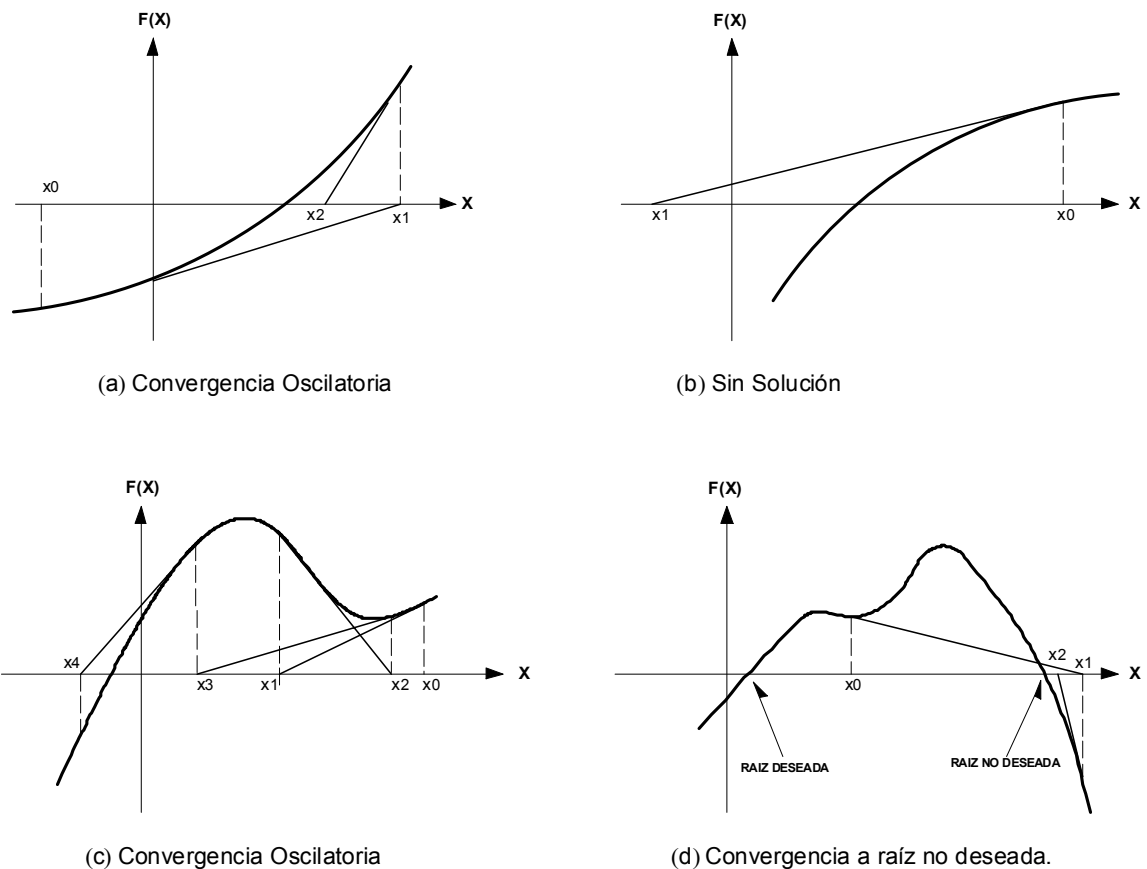 F(X)
x0
x2
x1
X
(a) Convergencia Oscilatoria
F(X)
x1
x0
X
(b) Sin Solución
F(X)
x4
x3
x1
x2
x0
X
(c) Convergencia Oscilatoria
F(X)
x0
x2
x1
X
RAIZ DESEADA
RAIZ NO DESEADA
(d) Convergencia a raíz no deseada.